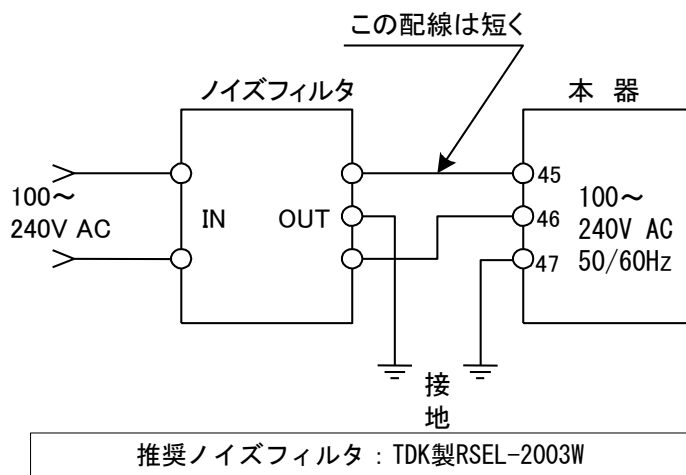 この配線は短く
ノイズフィルタ
本 器
100～
240V AC
IN
OUT
45
46
47
100～
240V AC
50/60Hz
接
地
推奨ノイズフィルタ：TDK製RSEL-2003W